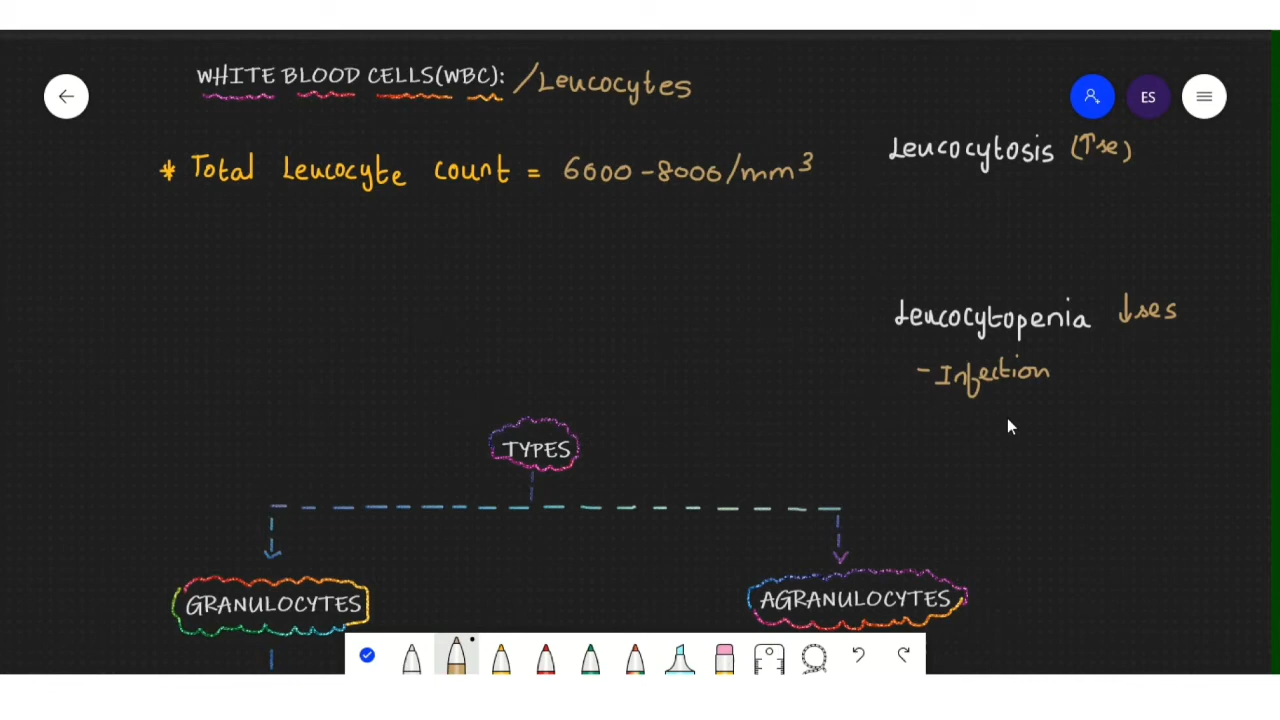 WHITE BLOOD CELLS(WBC): /Leucocytes
ES
Leucocytosis (↑se)
* Total Leucocyte count = 6000-8000/mm³
Leucocytopenia ↓ses
- Infection
TYPES
GRANULOCYTES
AGRANULOCYTES